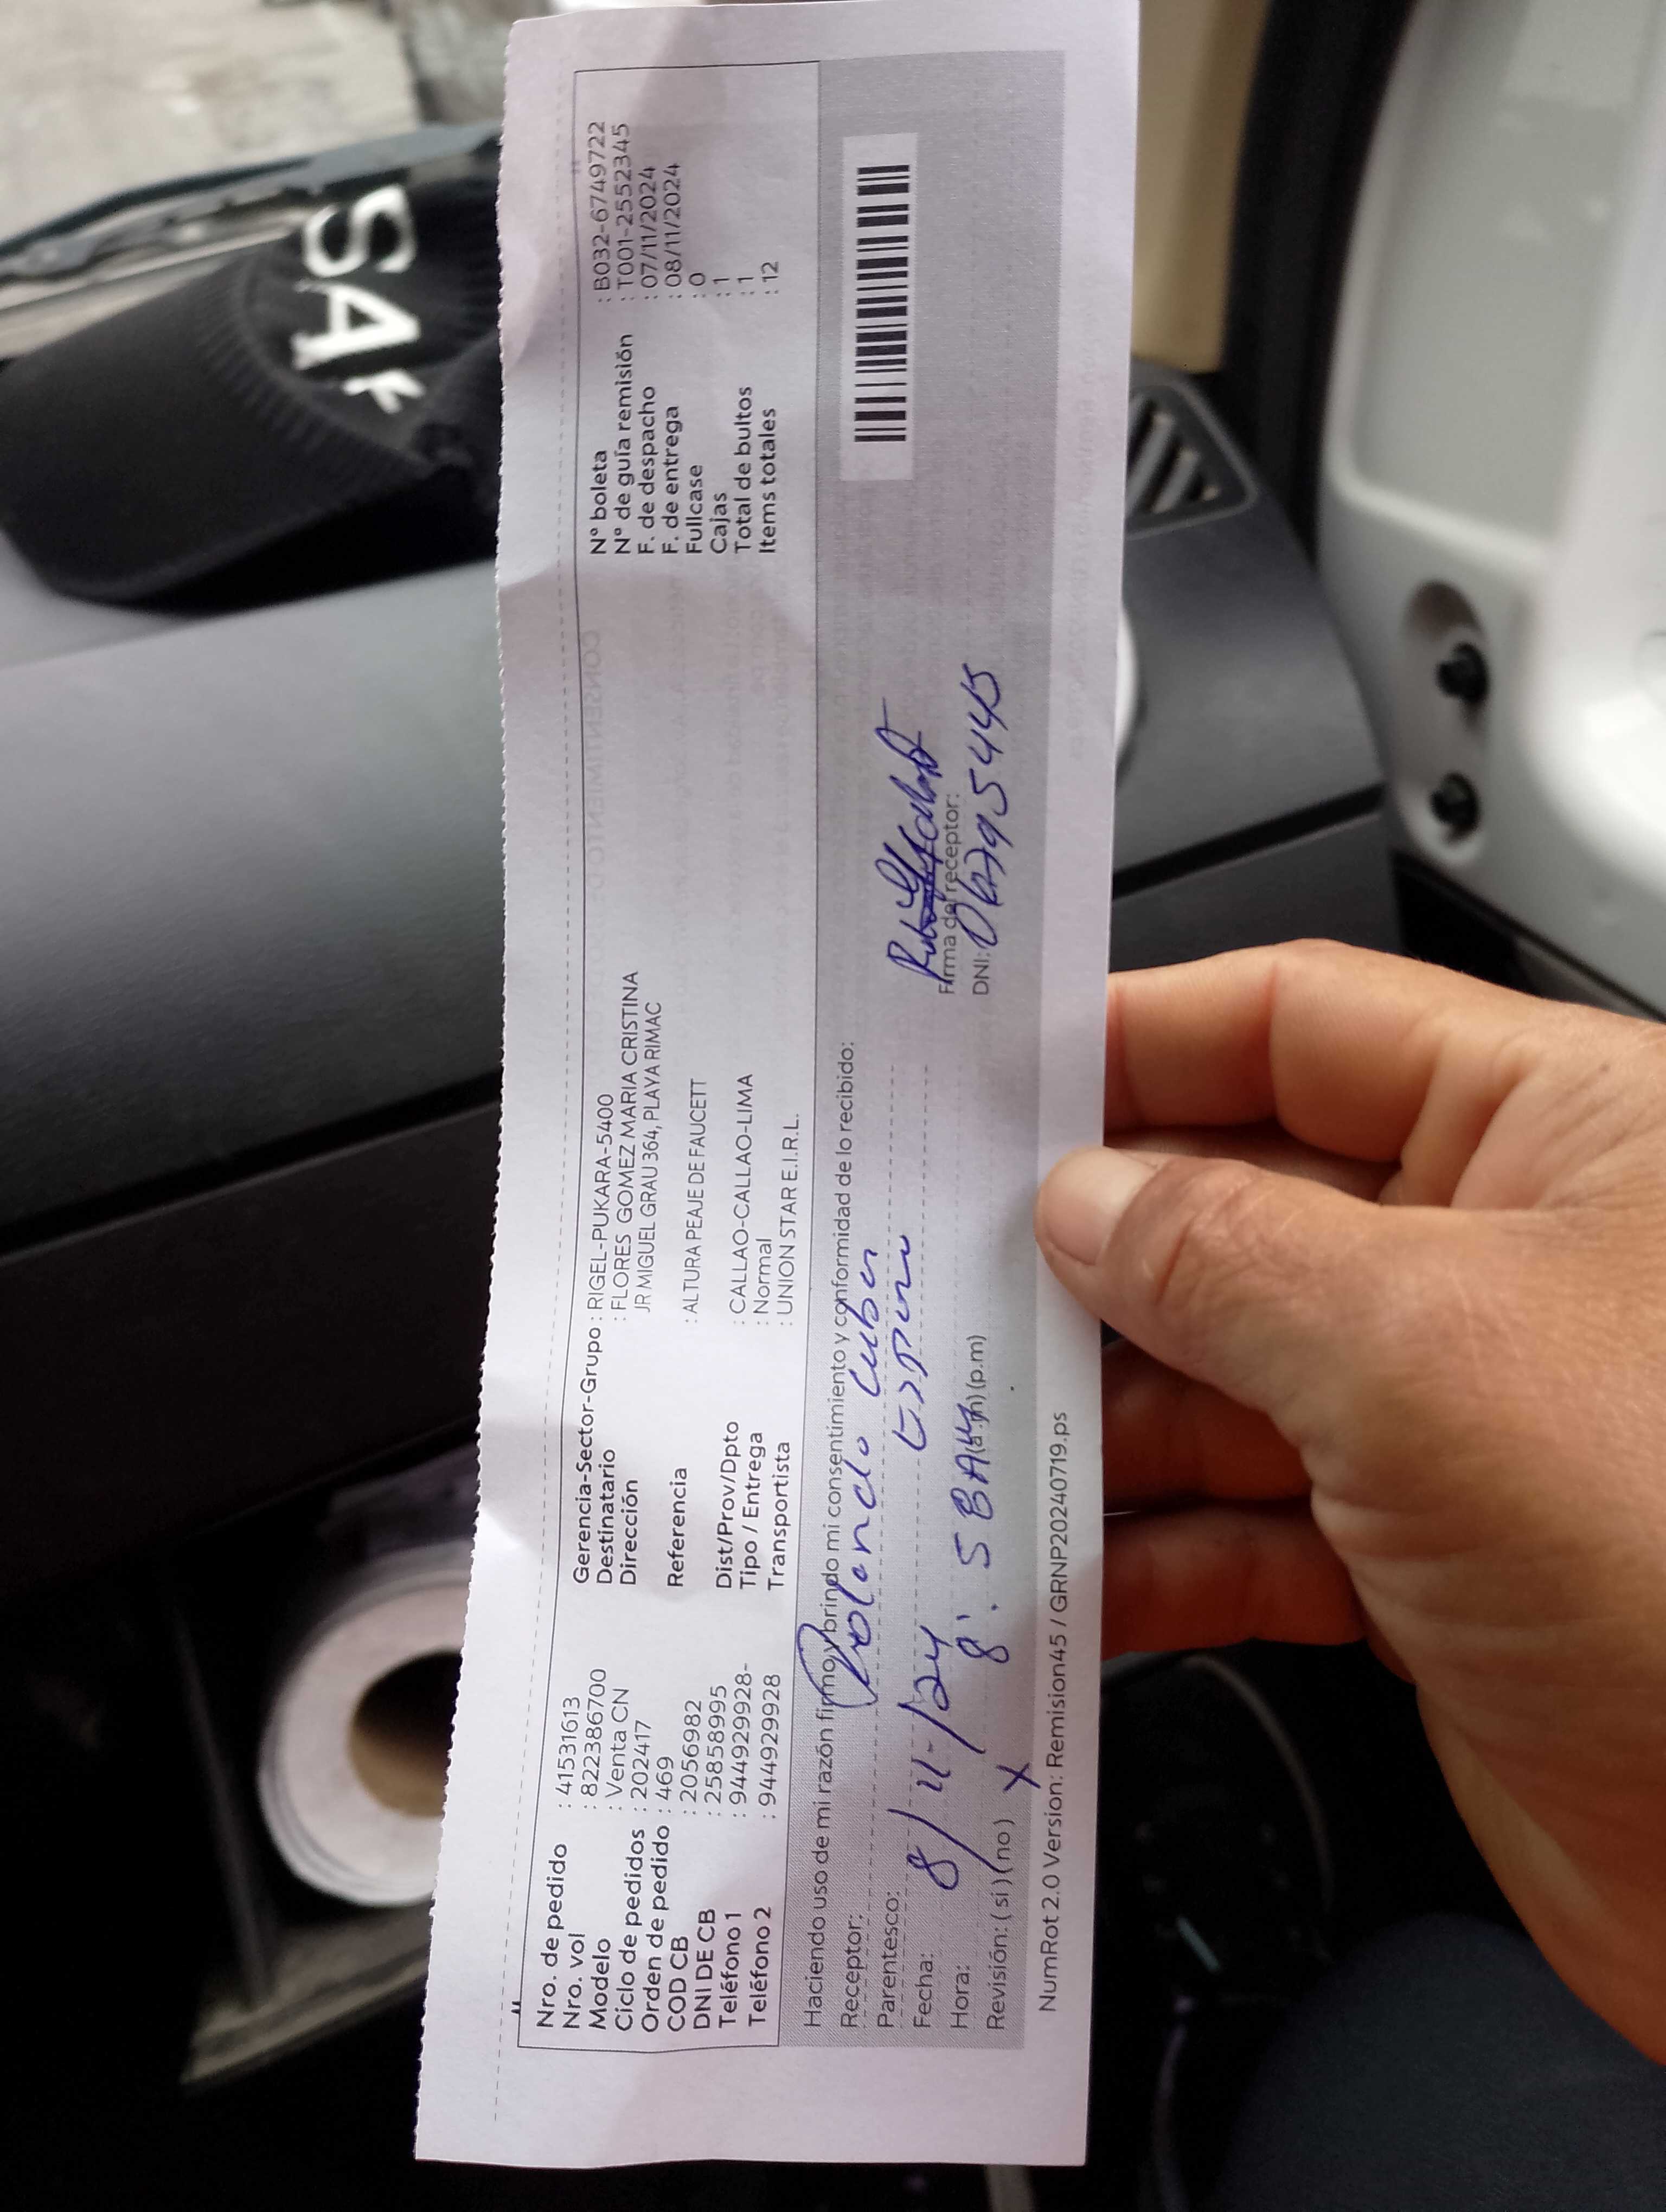 Nro. de pedido : 41531613
Nro. vol : 822386700
Modelo : Venta CN
Ciclo de pedidos : 202417
Orden de pedido : 469
COD CB : 2056982
DNI DE CB : 25858995
Teléfono 1 : 944929928-
Teléfono 2 : 944929928
Gerencia-Sector-Grupo : RIGEL-PUKARA-5400
Destinatario : FLORES GOMEZ MARIA CRISTINA
Dirección JR MIGUEL GRAU 364, PLAYA RIMAC
Referencia : ALTURA PEAJE DE FAUCETT
Dist/Prov/Dpto : CALLAO-CALLAO-LIMA
Tipo / Entrega : Normal
Transportista : UNION STAR E.I.R.L.
N° boleta : B032-6749722
N° de guía remisión : T001-2552345
F. de despacho : 07/11/2024
F. de entrega : 08/11/2024
Fullcase : 0
Cajas : 1
Total de bultos : 1
Items totales : 12
Haciendo uso de mi razón firmo y brindo mi consentimiento y conformidad de lo recibido:
Receptor: Rolando Cuba
Parentesco: Esposo
Fecha: 8/11/24
Hora: (a.m) (p.m)
Revisión: (si) (no) X
Firma del receptor:
DNI:
NumRot 2.0 Version: Remision45 / GRNP20240719.ps
SAF